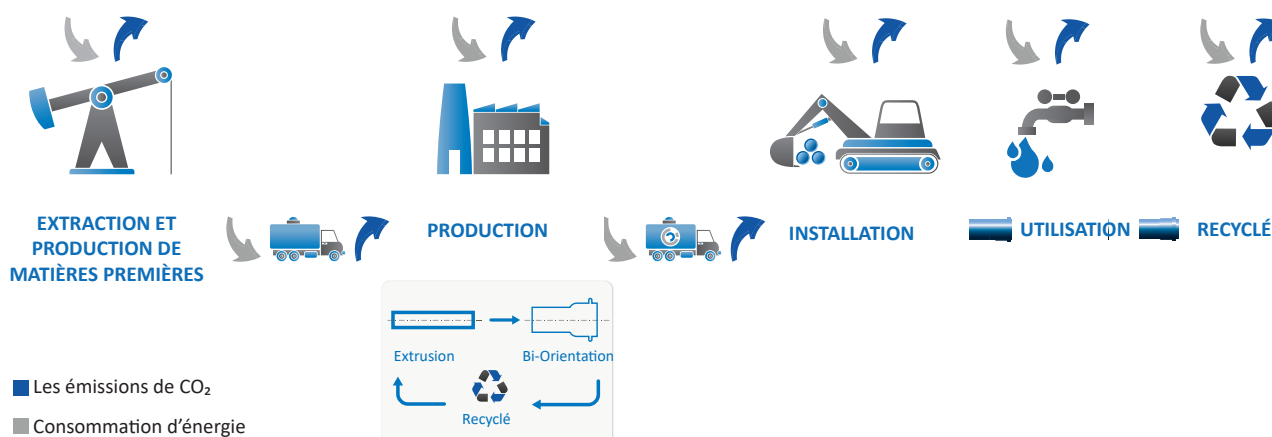 EXTRACTION ET
PRODUCTION DE
MATIÈRES PREMIÈRES
PRODUCTION
INSTALLATION
UTILISATION
RECYCLÉ
Extrusion
Bi-Orientation
Recyclé
Les émissions de CO₂
Consommation d'énergie